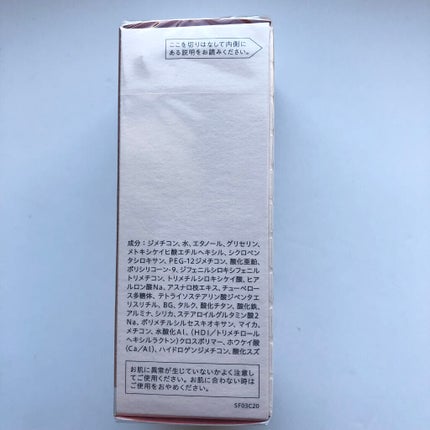 ここを切りはなして内側に
ある説明をお読みください。
成分：ジメチコン、水、エタノール、グリセリン、
メトキシケイヒ酸エチルヘキシル、シクロペン
タシロキサン、PEG-12ジメチコン、酸化亜鉛、
ポリシリコーン-9、ジフェニルシロキシフェニル
トリメチコン、トリメチルシロキシケイ酸、ヒア
ルロン酸Na、アスナロ枝エキス、チューベロー
ス多糖体、テトライソステアリン酸ジペンタエ
リスリチル、BG、タルク、酸化チタン、酸化鉄、
アルミナ、シリカ、ステアロイルグルタミン酸2
Na、ポリメチルシルセスキオキサン、マイカ、
メチコン、水酸化Al、(HDI/トリメチロール
ヘキシルラクトン)クロスポリマー、ホウケイ酸
(Ca/Al)、ハイドロゲンジメチコン、酸化スズ
お肌に異常が生じていないかよく注意し
てご使用ください。お肌に合わない時は
ご使用をおやめください。
SF03C20